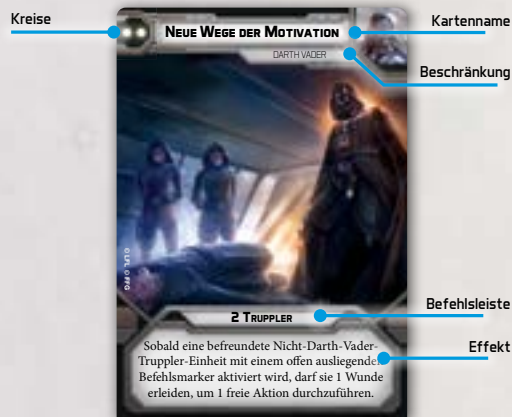 Kreise
Kartenname
NEUE WEGE DER MOTIVATION
DARTH VADER
Beschränkung
© LFL © FFG
Befehlsleiste
2 TRUPPLER
Effekt
Sobald eine befreundete Nicht-Darth-Vader-
Truppler-Einheit mit einem offen ausliegenden
Befehlsmarker aktiviert wird, darf sie 1 Wunde
erleiden, um 1 freie Aktion durchzuführen.